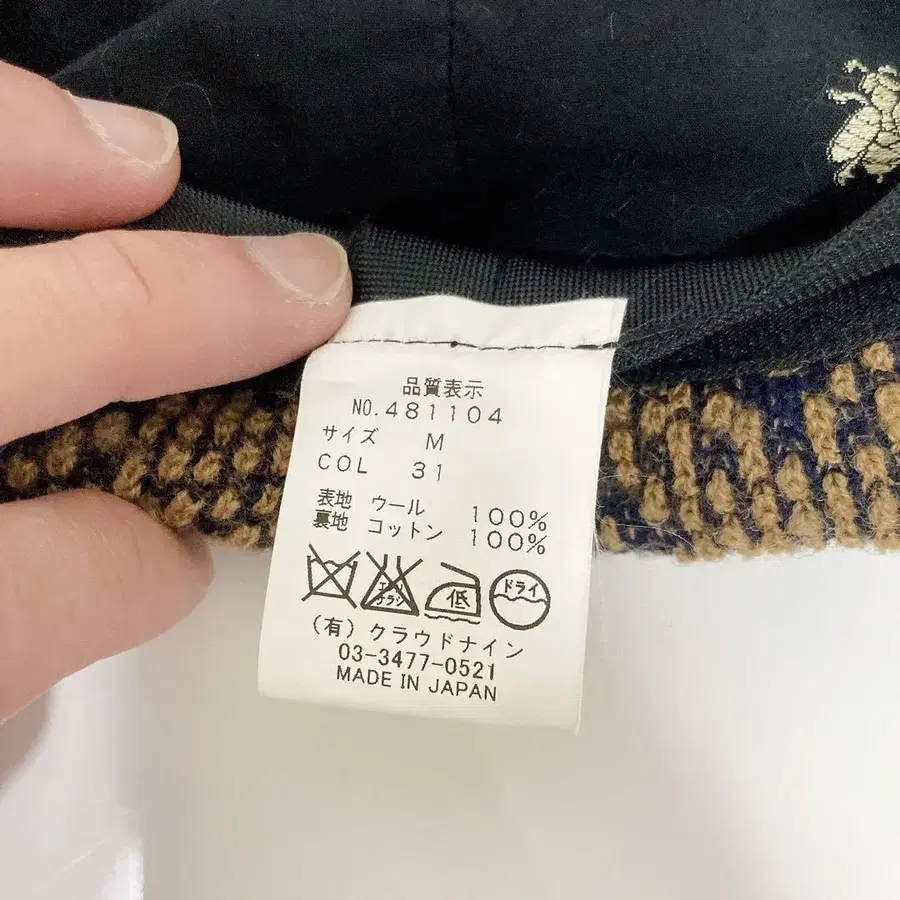 品質表示
NO.481104
サイズ M
COL 31
表地 ウール 100%
裏地 コットン 100%
エンソ
サラシ
低
ドライ
(有) クラウドナイン
03-3477-0521
MADE IN JAPAN